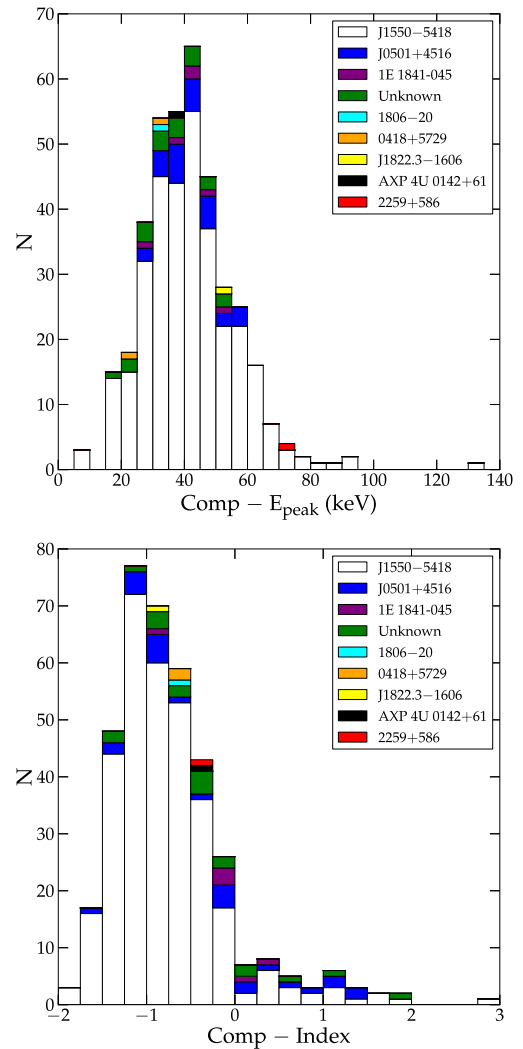 70
60
50
40
30
20
10
0
N
J1550−5418
J0501+4516
1E 1841-045
Unknown
1806−20
0418+5729
J1822.3−1606
AXP 4U 0142+61
2259+586
0 20 40 60 80 100 120 140
Comp − Epeak (keV)
80
70
60
50
40
30
20
10
0
N
J1550−5418
J0501+4516
1E 1841-045
Unknown
1806−20
0418+5729
J1822.3−1606
AXP 4U 0142+61
2259+586
−2 −1 0 1 2 3
Comp − Index